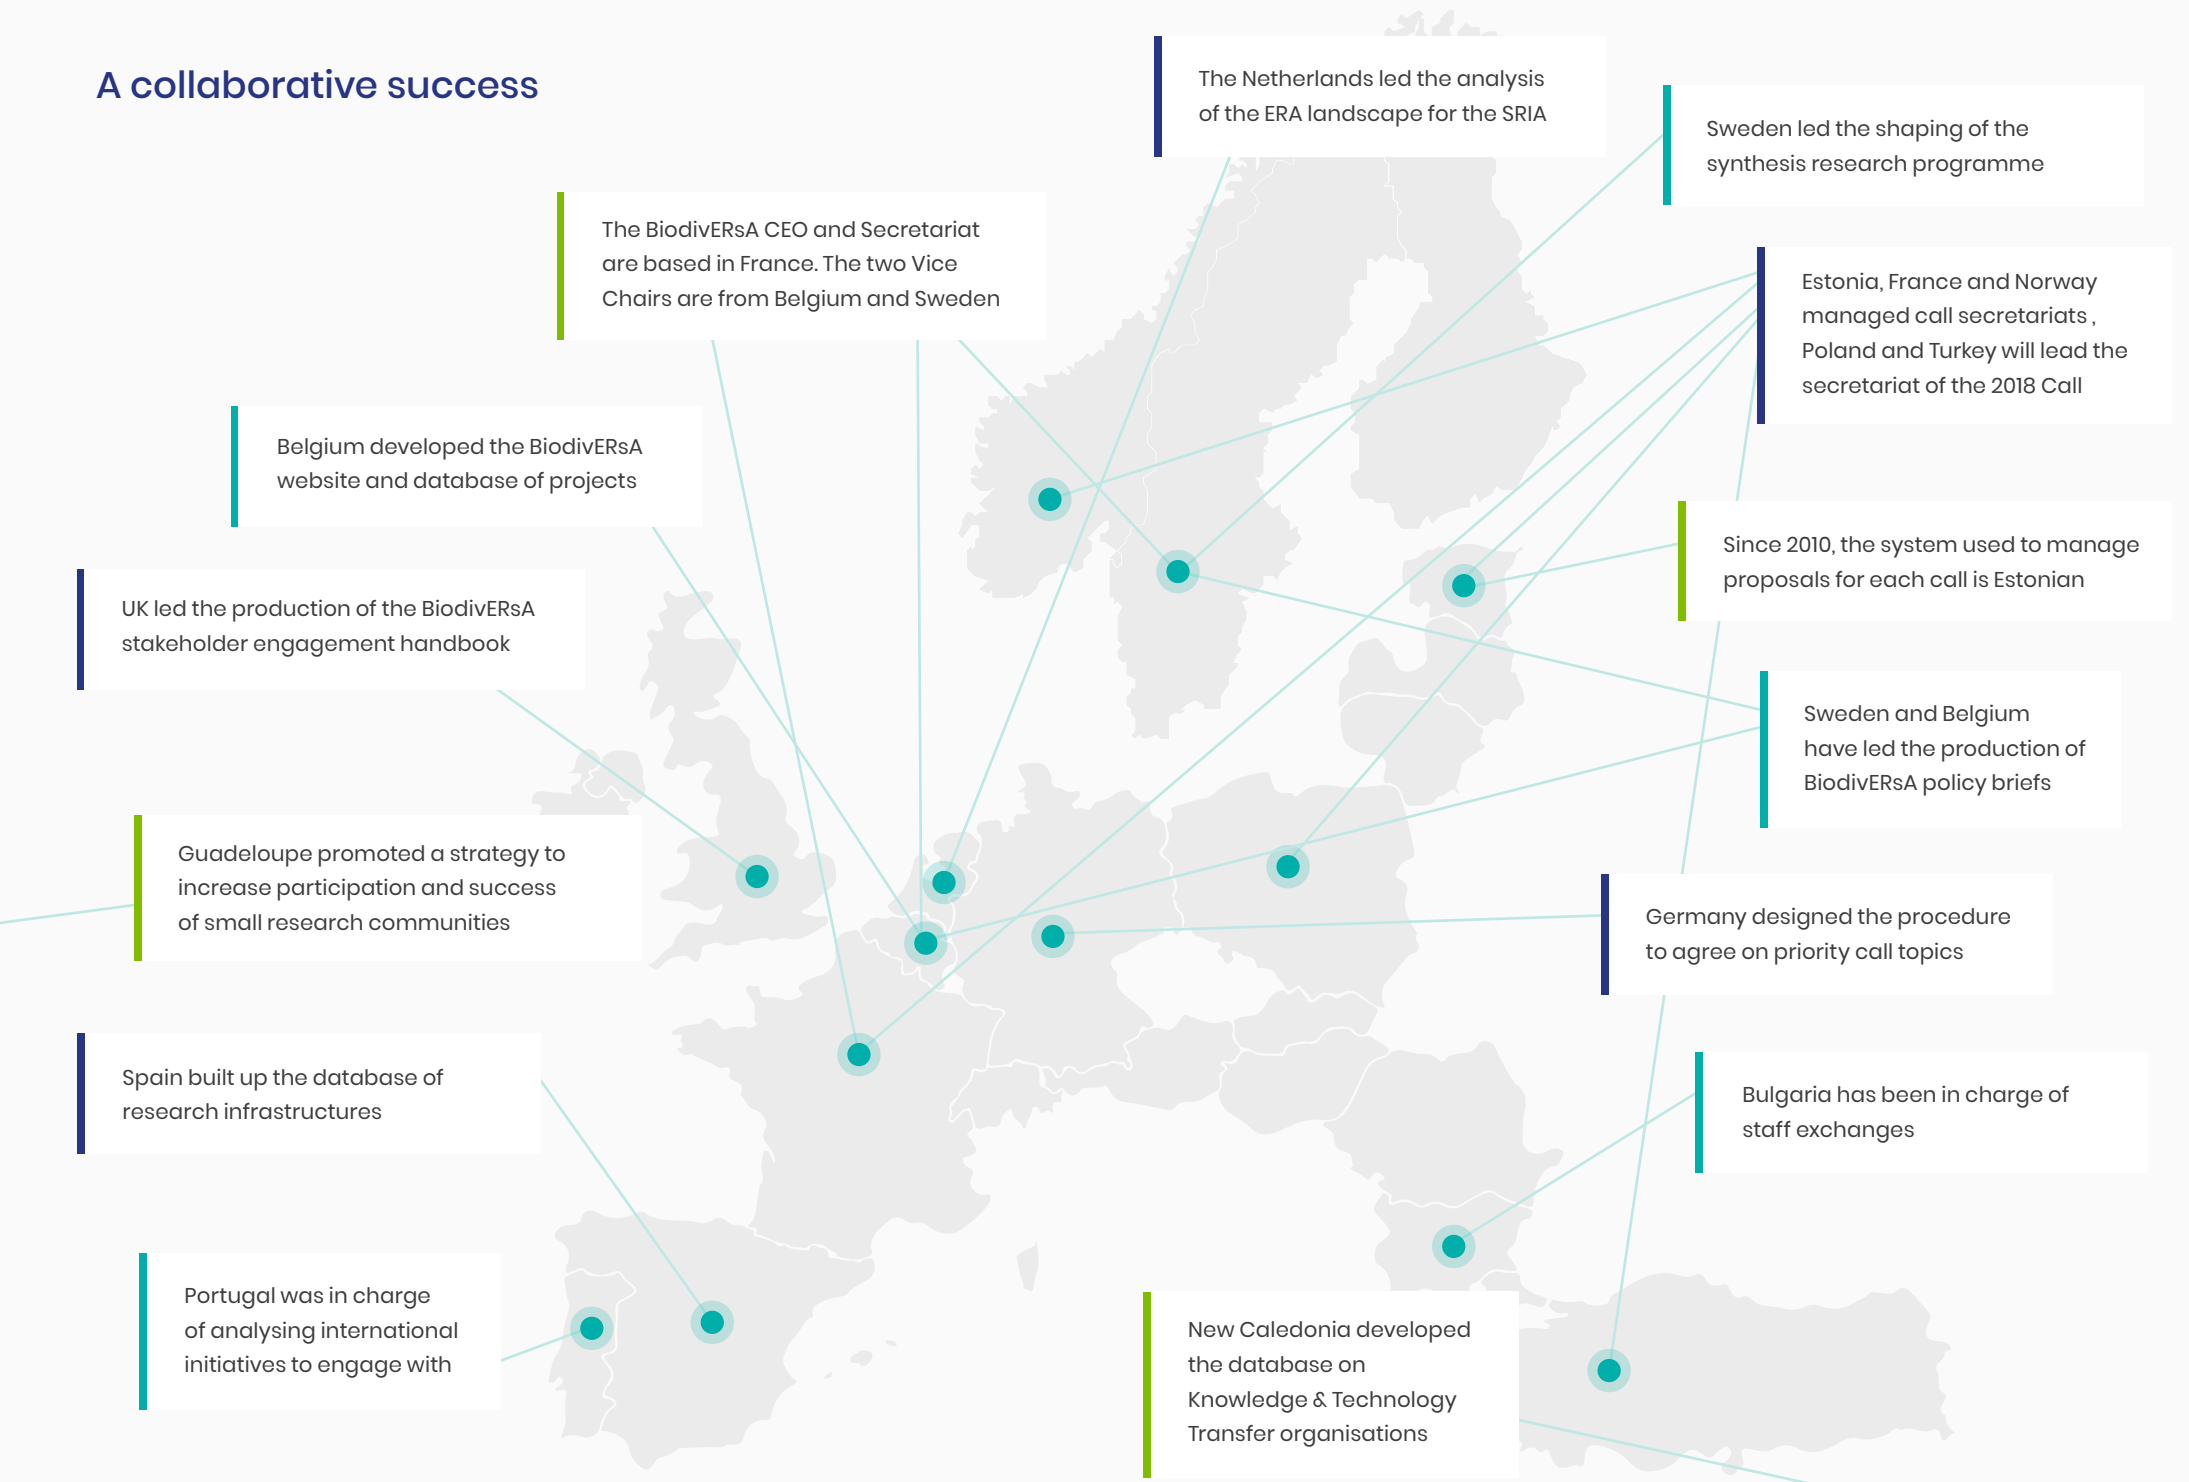 A collaborative success
The Netherlands led the analysis
of the ERA landscape for the SRIA
Sweden led the shaping of the
synthesis research programme
The BiodivERsA CEO and Secretariat
are based in France. The two Vice
Chairs are from Belgium and Sweden
Estonia, France and Norway
managed call secretariats ,
Poland and Turkey will lead the
secretariat of the 2018 Call
Belgium developed the BiodivERsA
website and database of projects
Since 2010, the system used to manage
proposals for each call is Estonian
UK led the production of the BiodivERsA
stakeholder engagement handbook
Sweden and Belgium
have led the production of
BiodivERsA policy briefs
Guadeloupe promoted a strategy to
increase participation and success
of small research communities
Germany designed the procedure
to agree on priority call topics
Spain built up the database of
research infrastructures
Bulgaria has been in charge of
staff exchanges
Portugal was in charge
of analysing international
initiatives to engage with
New Caledonia developed
the database on
Knowledge & Technology
Transfer organisations